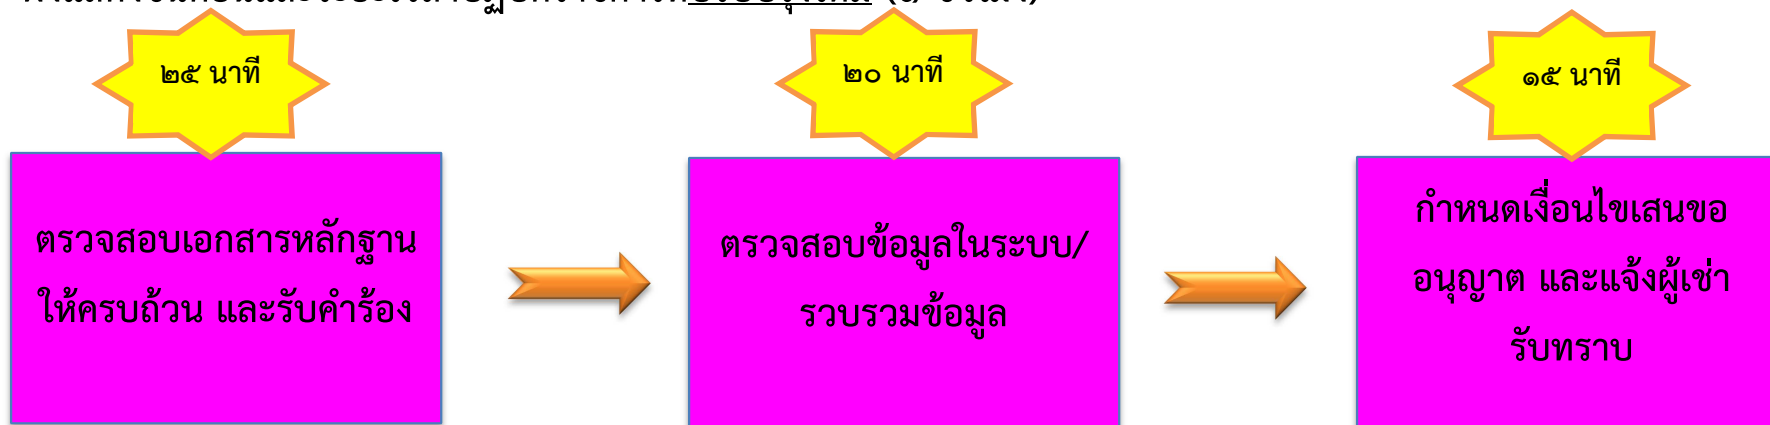 ๒๕ นาที
๒๐ นาที
๑๕ นาที
ตรวจสอบเอกสารหลักฐาน
ให้ครบถ้วน และรับคำร้อง
ตรวจสอบข้อมูลในระบบ/
รวบรวมข้อมูล
กำหนดเงื่อนไขเสนขอ
อนุญาต และแจ้งผู้เช่า
รับทราบ